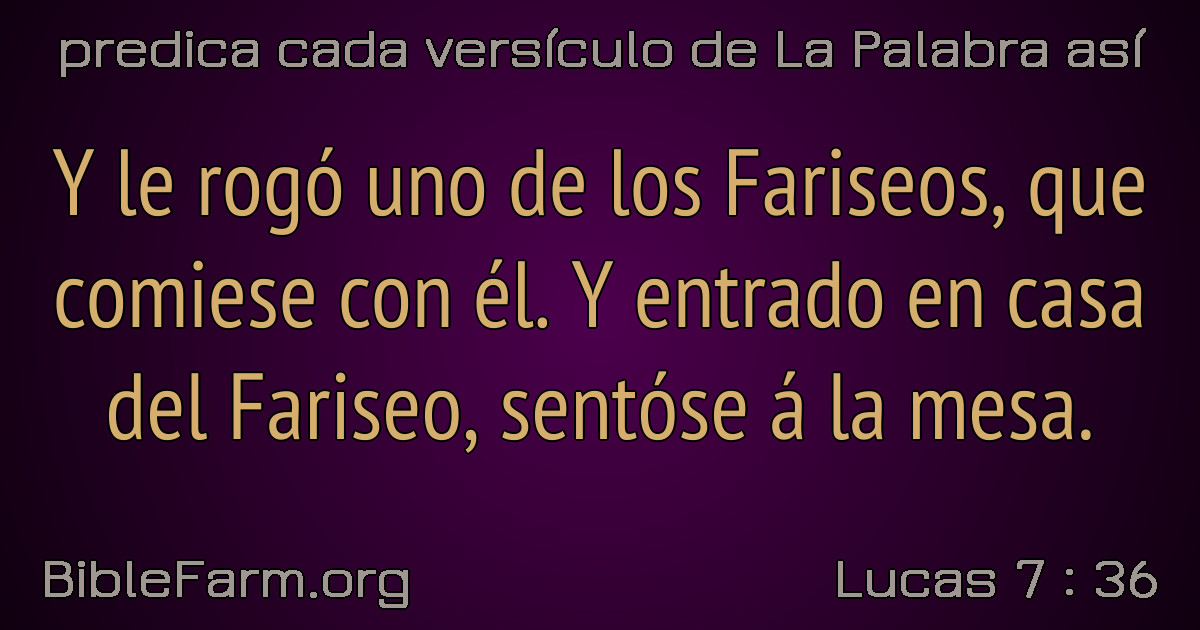 predica cada versículo de La Palabra así
Y le rogó uno de los Fariseos, que
comiese con él. Y entrado en casa
del Fariseo, sentóse á la mesa.
BibleFarm.org
Lucas 7 : 36